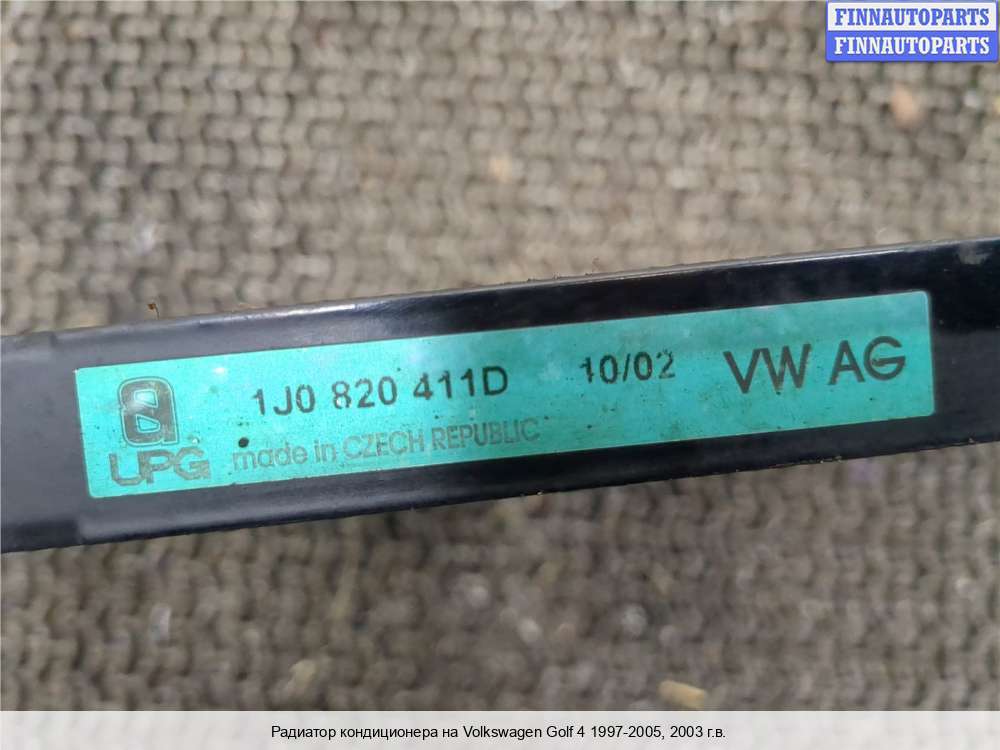 FINNAUTOPARTS
FINNAUTOPARTS
1J0 820 411D 10/02 VW AG
UPG made in CZECH REPUBLIC
Радиатор кондиционера на Volkswagen Golf 4 1997-2005, 2003 г.в.